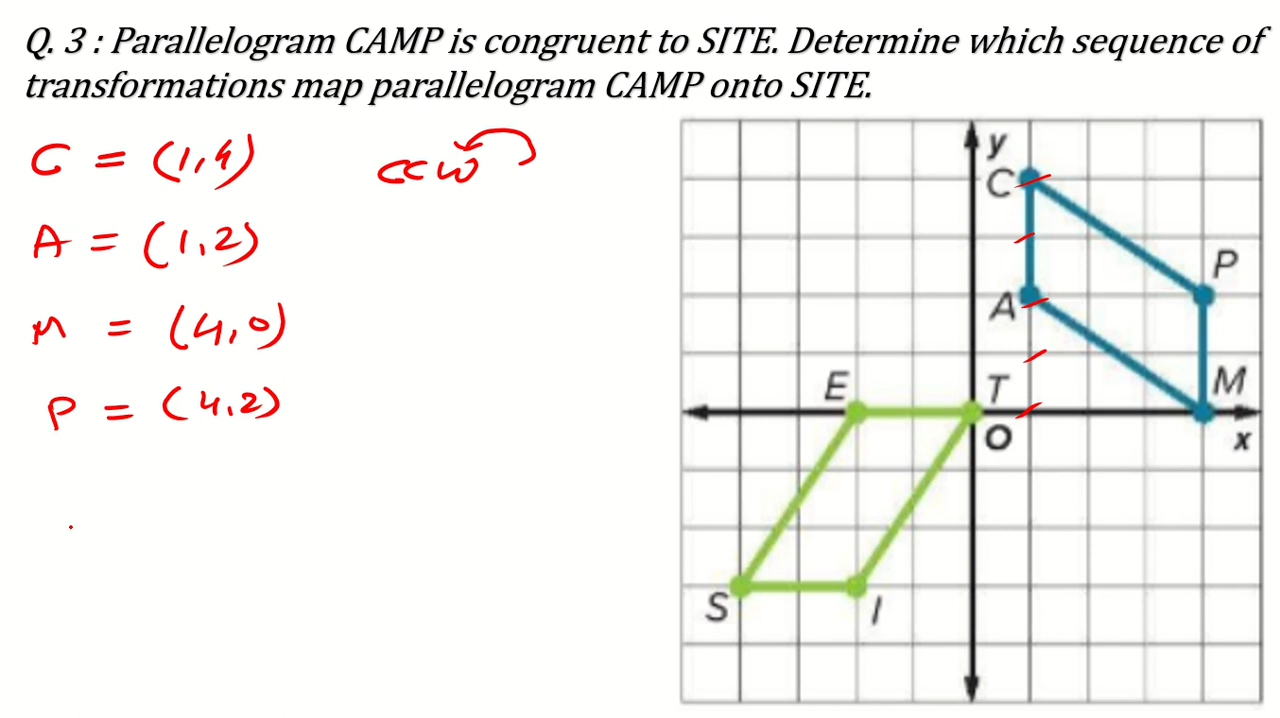 Q. 3 : Parallelogram CAMP is congruent to SITE. Determine which sequence of
transformations map parallelogram CAMP onto SITE.
C = (1,4)
ccw
A = (1,2)
M = (4,0)
P = (4,2)
y
C
P
A
E
T
M
O
x
S
I